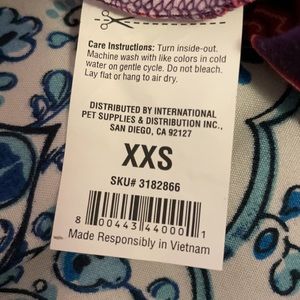 Care Instructions: Turn inside-out.
Machine wash with like colors in cold
water on gentle cycle. Do not bleach.
Lay flat or hang to air dry.
DISTRIBUTED BY INTERNATIONAL
PET SUPPLIES & DISTRIBUTION INC.,
SAN DIEGO, CA 92127
XXS
SKU# 3182866
8 00443 44000 1
Made Responsibly in Vietnam